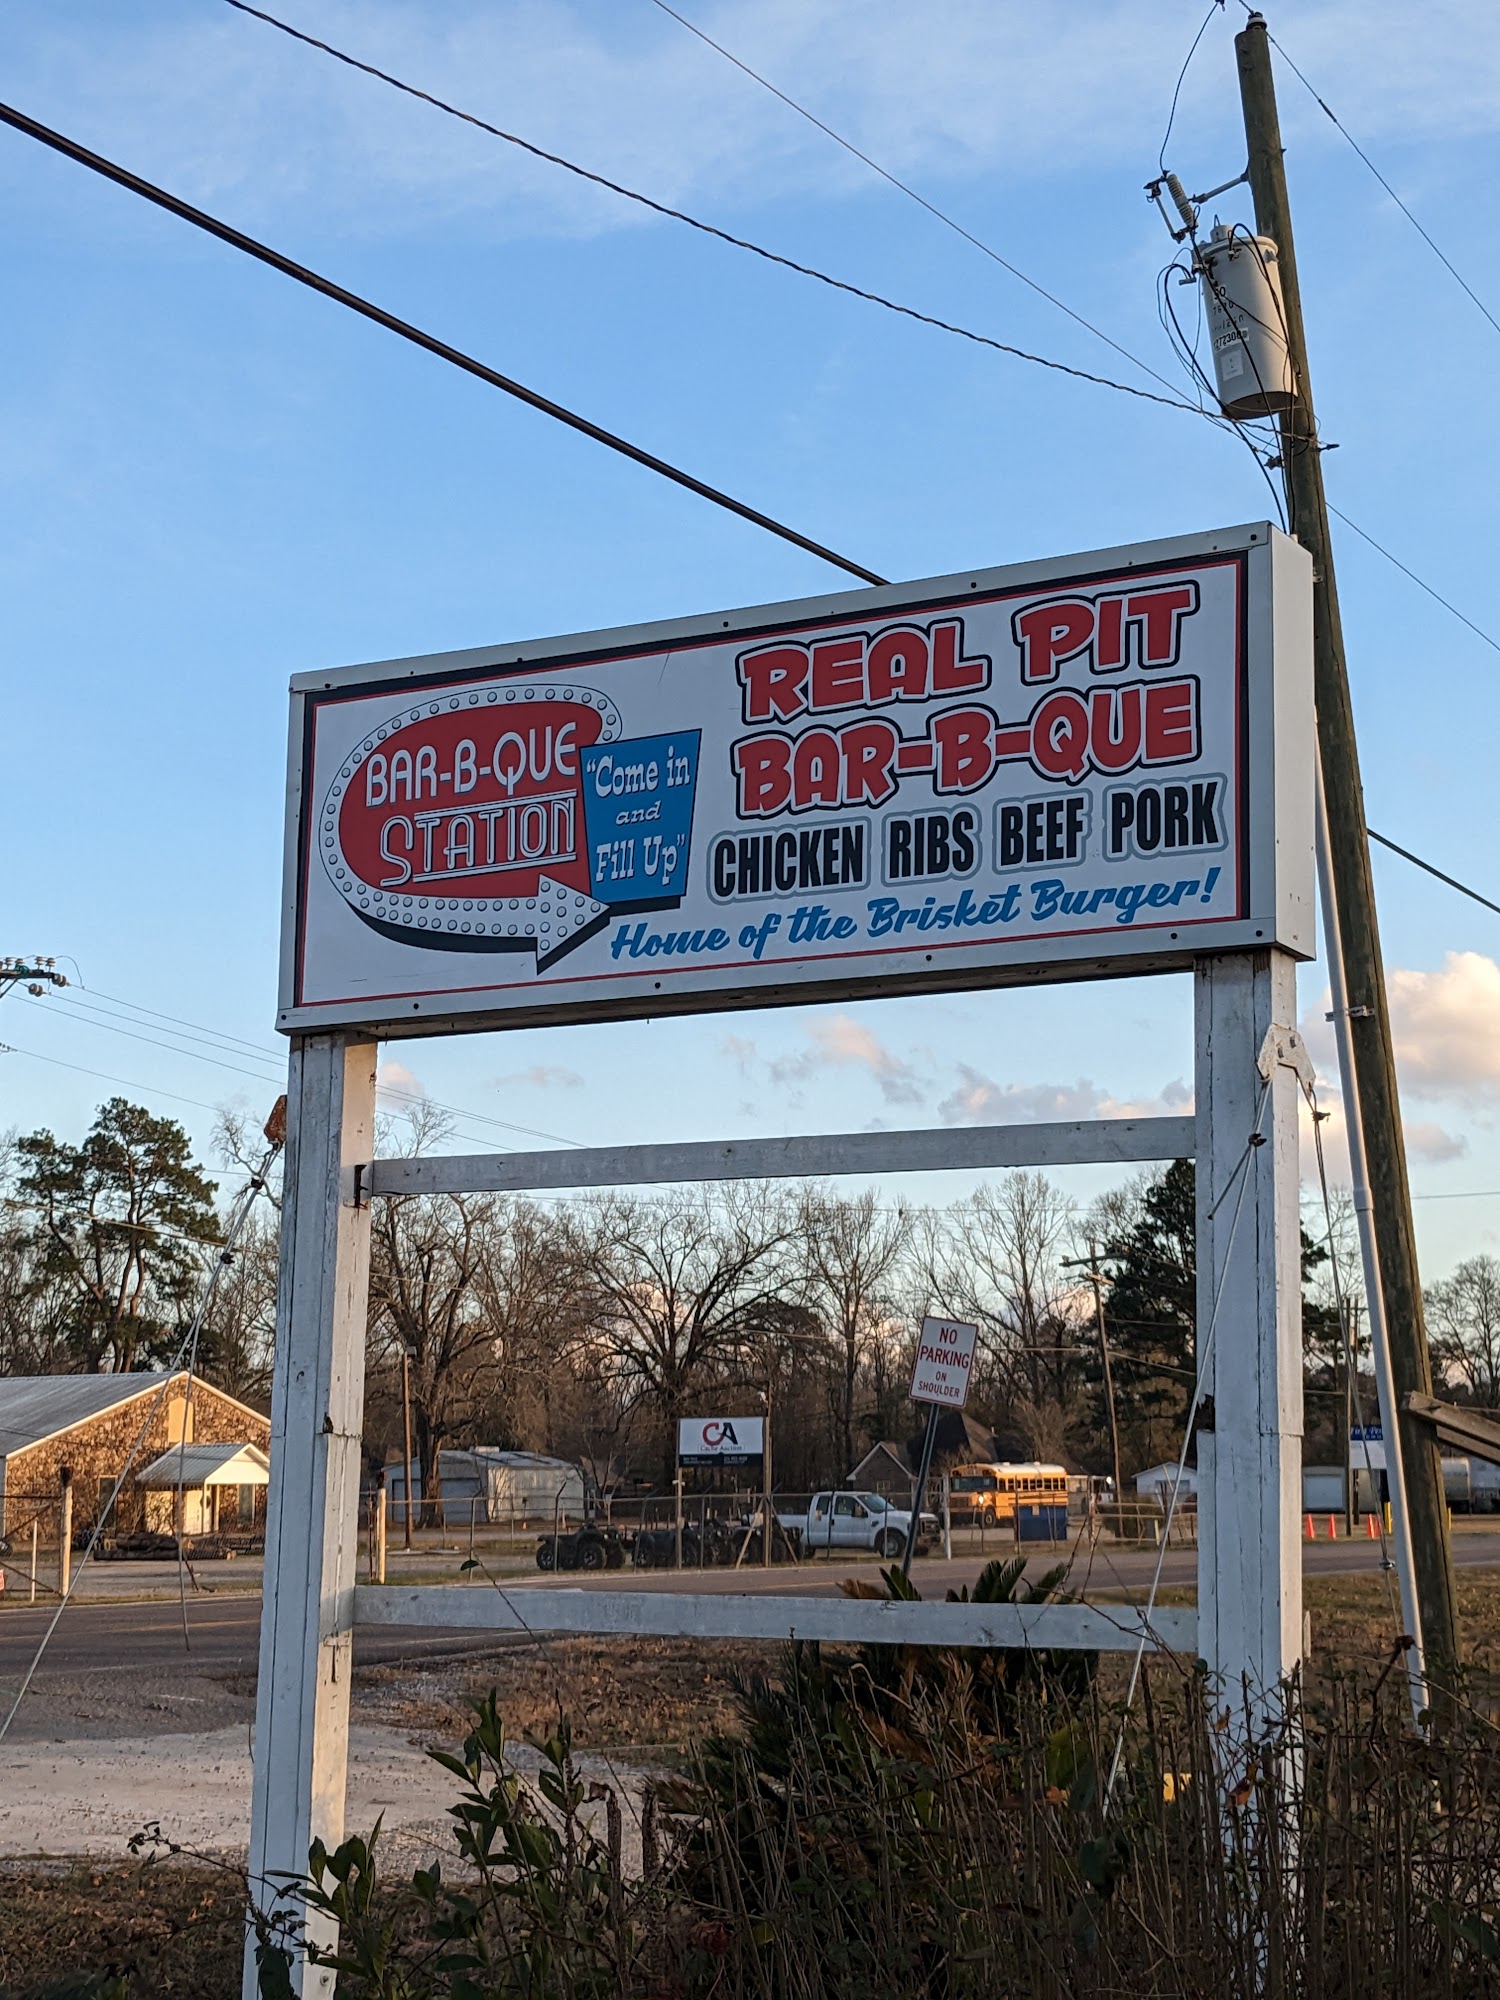 BAR-B-QUE
STATION
"Come in
and
Fill Up"
REAL PIT
BAR-B-QUE
CHICKEN RIBS BEEF PORK
Home of the Brisket Burger!
NO
PARKING
ON
SHOULDER
CA
50